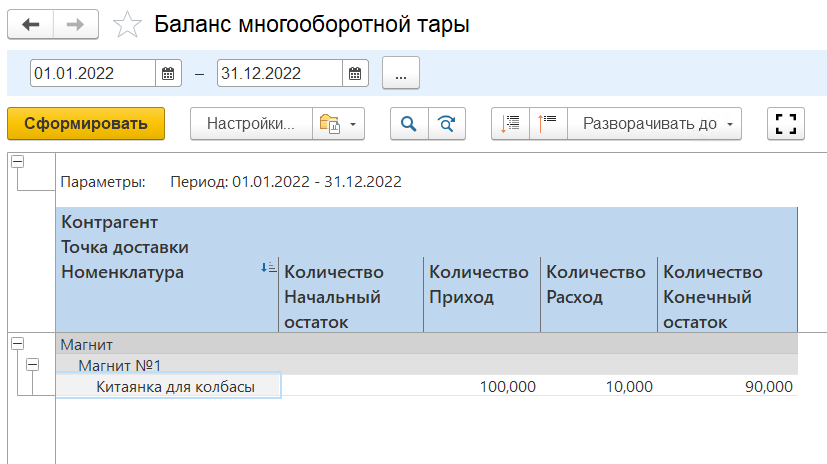 Баланс многооборотной тары
01.01.2022 – 31.12.2022 ...
Сформировать Настройки... Разворачивать до
Параметры: Период: 01.01.2022 - 31.12.2022
Контрагент
Точка доставки
Номенклатура Количество Количество Количество Количество
Начальный Приход Расход Конечный
остаток остаток
Магнит
Магнит №1
Китаянка для колбасы 100,000 10,000 90,000